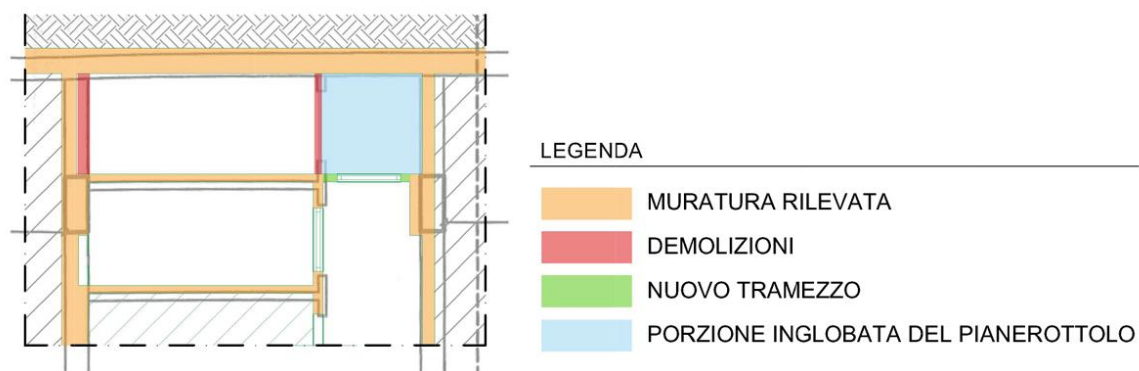 LEGENDA
MURATURA RILEVATA
DEMOLIZIONI
NUOVO TRAMEZZO
PORZIONE INGLOBATA DEL PIANEROTTOLO